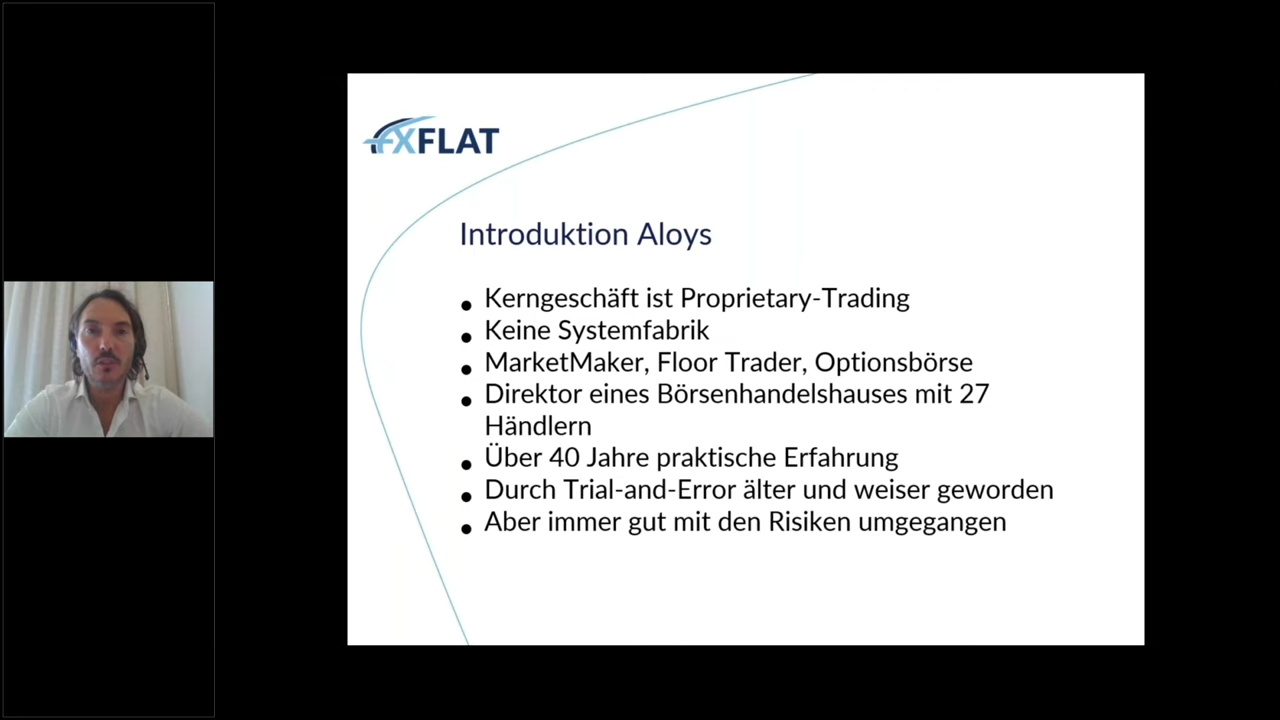 FXFLAT
Introduktion Aloys
• Kerngeschäft ist Proprietary-Trading
• Keine Systemfabrik
• MarketMaker, Floor Trader, Optionsbörse
• Direktor eines Börsenhandelshauses mit 27
Händlern
• Über 40 Jahre praktische Erfahrung
• Durch Trial-and-Error älter und weiser geworden
• Aber immer gut mit den Risiken umgegangen